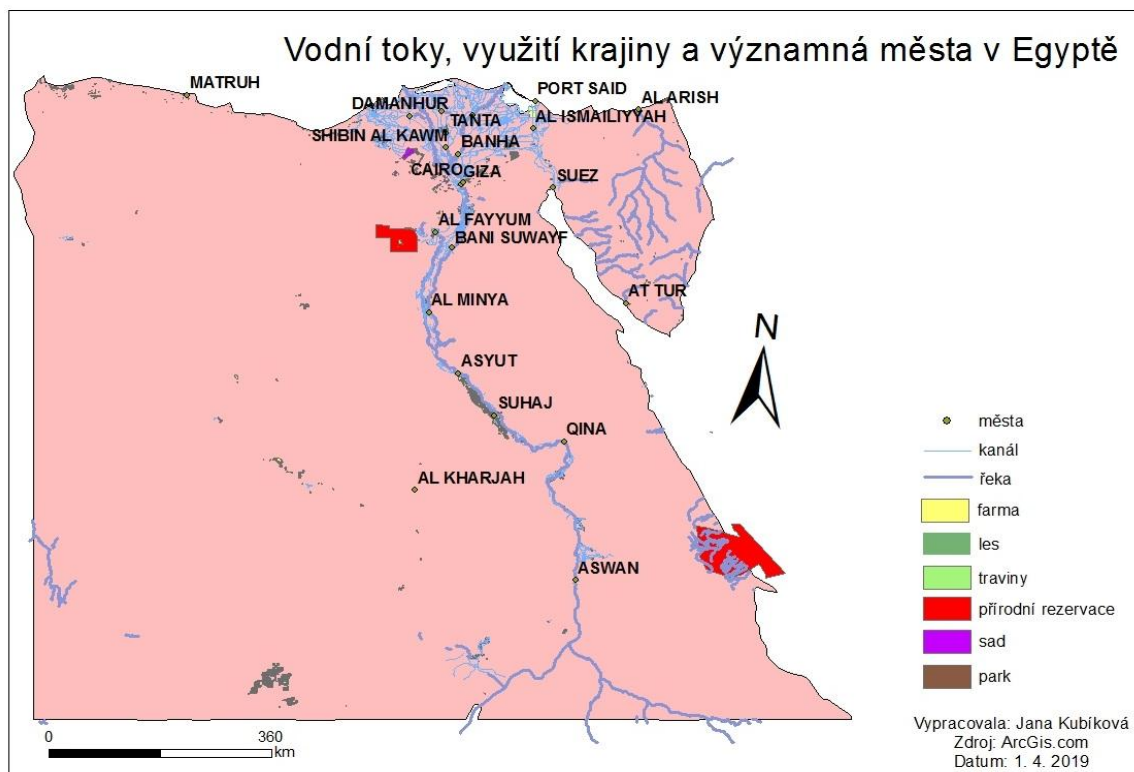 Vodní toky, využití krajiny a významná města v Egyptě
MATRUH
PORT SAID
AL ARISH
DAMANHUR
TANTA
AL ISMAILIYYAH
SHIBIN AL KAWM
BANHA
CAIRO
GIZA
SUEZ
AL FAYYUM
BANI SUWAYF
AT TUR
AL MINYA
N
ASYUT
SUHAJ
QINA
AL KHARJAH
ASWAN
města
kanál
řeka
farma
les
traviny
přírodní rezervace
sad
park
Vypracovala: Jana Kubíková
Zdroj: ArcGis.com
Datum: 1. 4. 2019
0 360
km